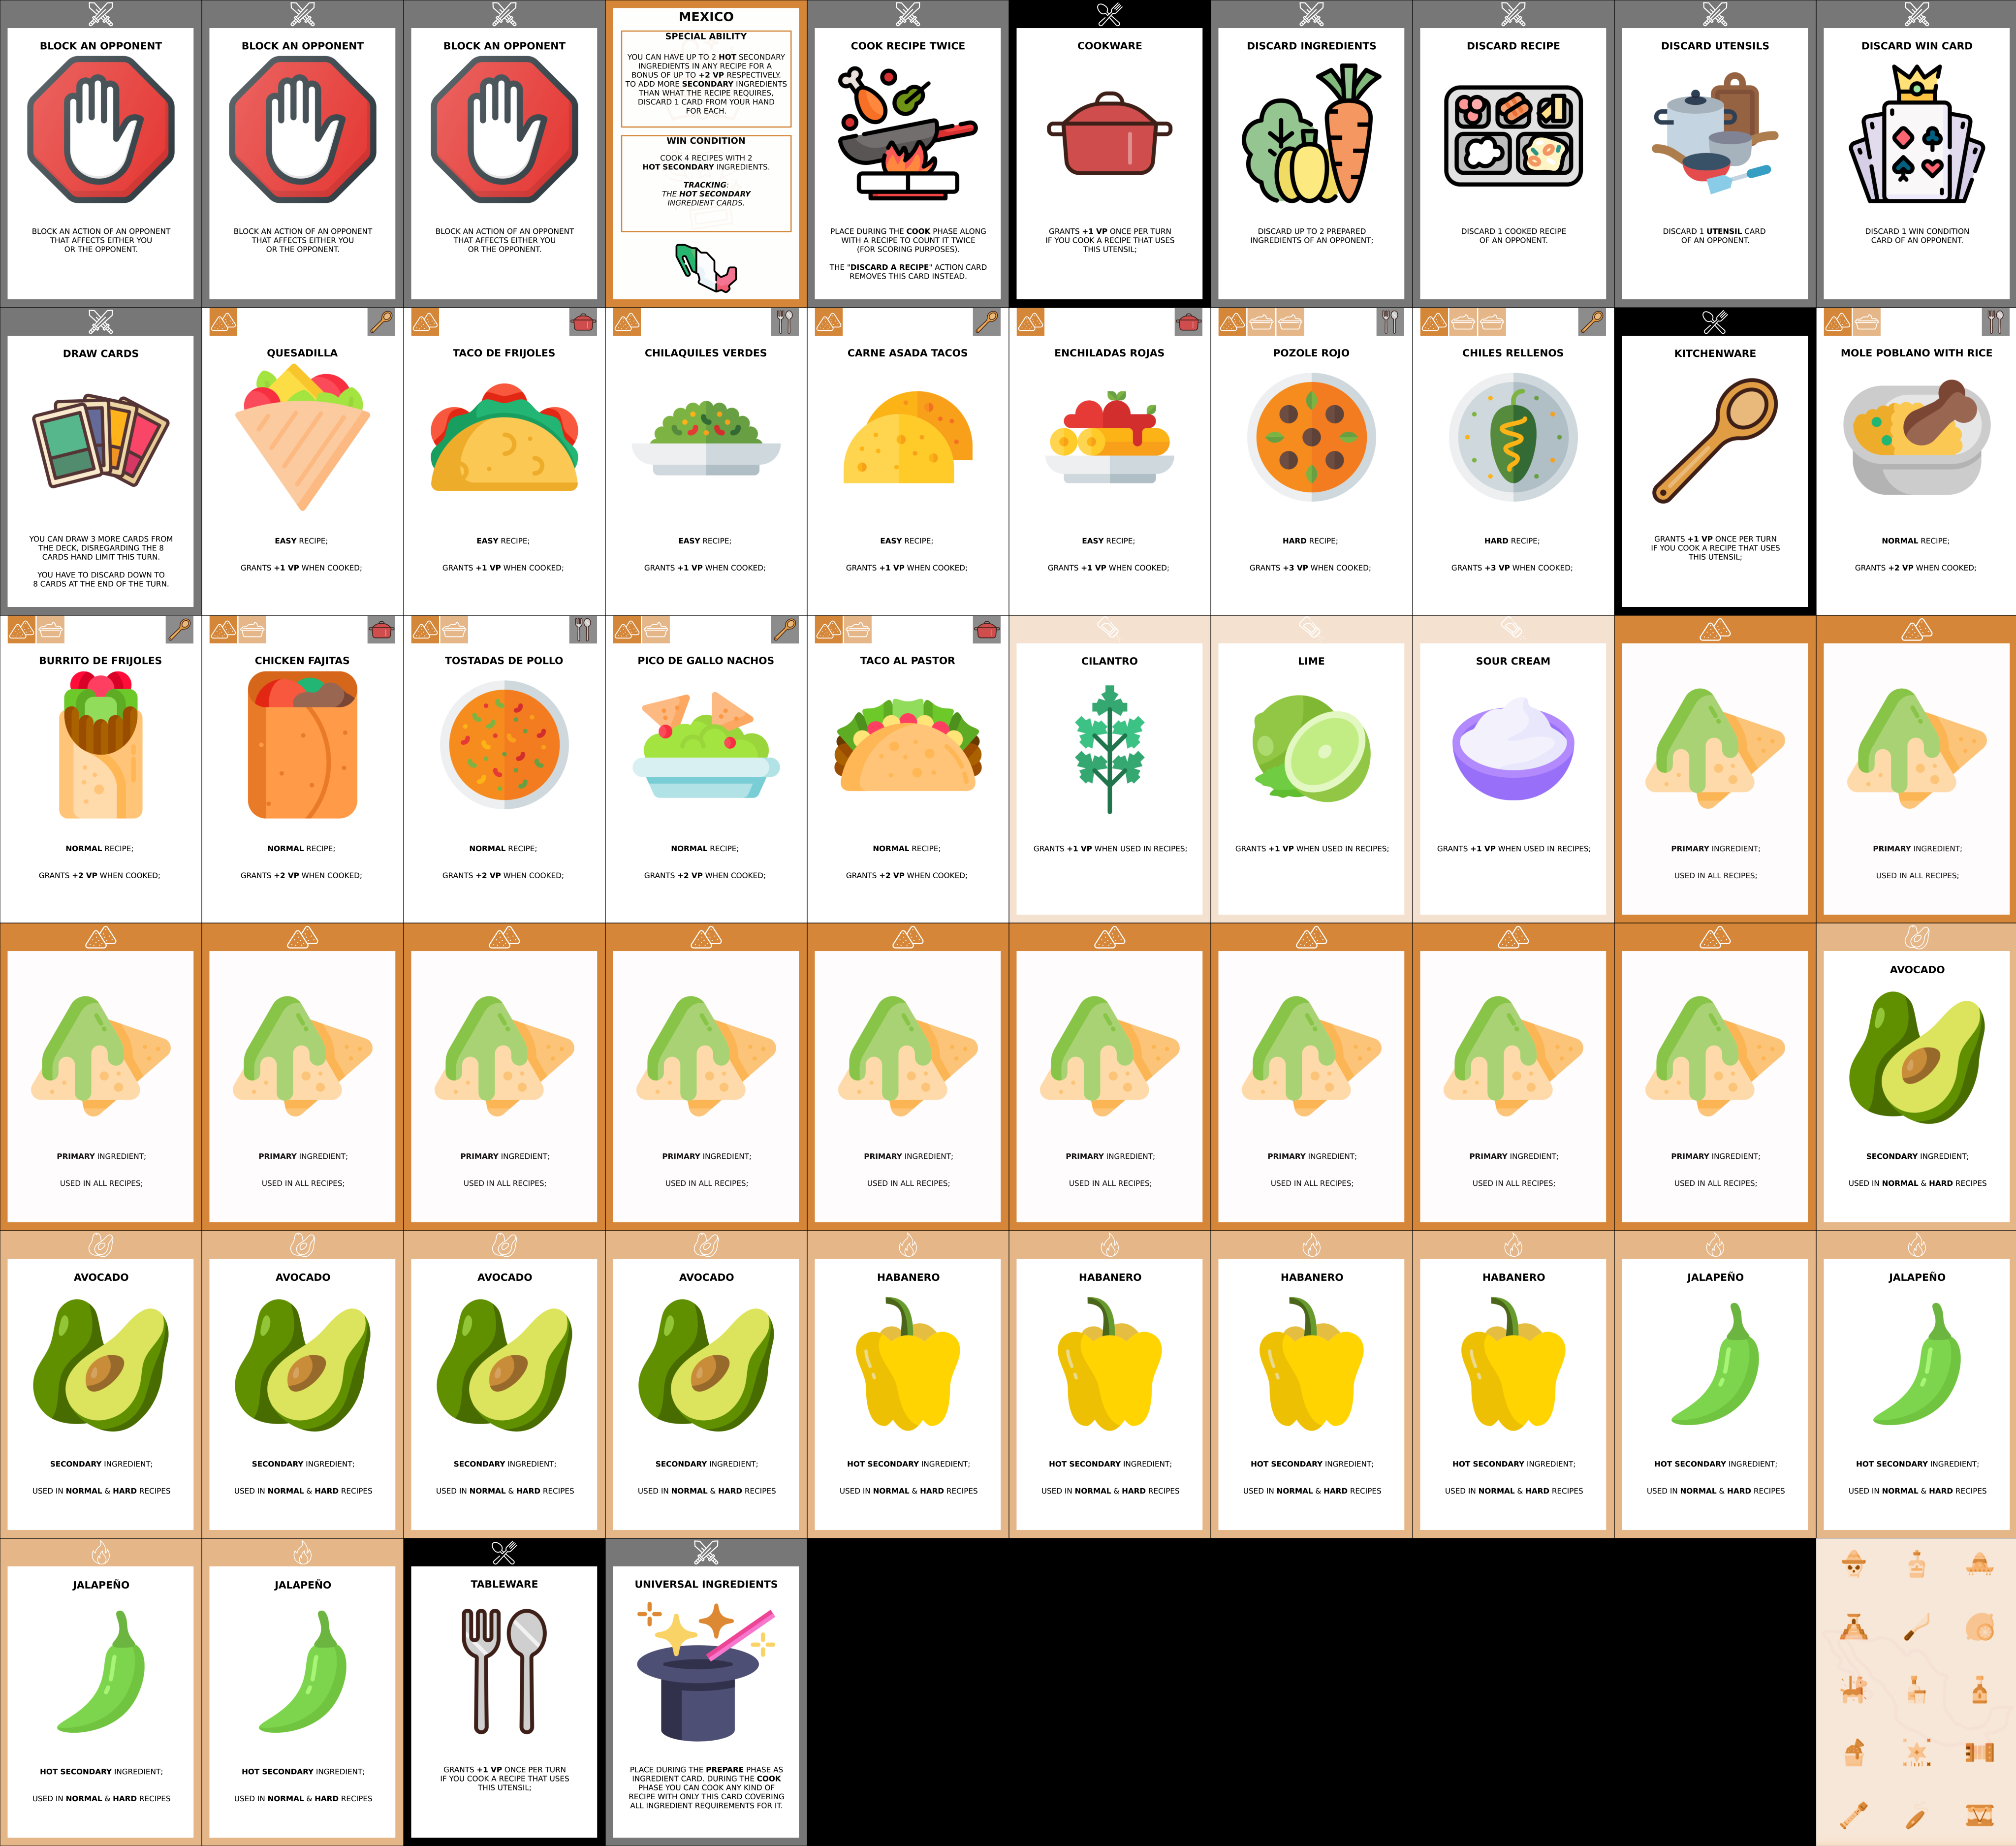 BLOCK AN OPPONENT
BLOCK AN ACTION OF AN OPPONENT
THAT AFFECTS EITHER YOU
OR THE OPPONENT.
BLOCK AN OPPONENT
BLOCK AN ACTION OF AN OPPONENT
THAT AFFECTS EITHER YOU
OR THE OPPONENT.
BLOCK AN OPPONENT
BLOCK AN ACTION OF AN OPPONENT
THAT AFFECTS EITHER YOU
OR THE OPPONENT.
MEXICO
SPECIAL ABILITY
YOU CAN HAVE UP TO 2 HOT SECONDARY
INGREDIENTS IN ANY RECIPE FOR A
BONUS OF UP TO +2 VP RESPECTIVELY.
TO ADD MORE SECONDARY INGREDIENTS
THAN WHAT THE RECIPE REQUIRES,
DISCARD 1 CARD FROM YOUR HAND
FOR EACH.
WIN CONDITION
COOK 4 RECIPES WITH 2
HOT SECONDARY INGREDIENTS.
TRACKING:
THE HOT SECONDARY
INGREDIENT CARDS.
COOK RECIPE TWICE
PLACE DURING THE COOK PHASE ALONG
WITH A RECIPE TO COUNT IT TWICE
(FOR SCORING PURPOSES).
THE "DISCARD A RECIPE" ACTION CARD
REMOVES THIS CARD INSTEAD.
COOKWARE
GRANTS +1 VP ONCE PER TURN
IF YOU COOK A RECIPE THAT USES
THIS UTENSIL;
DISCARD INGREDIENTS
DISCARD UP TO 2 PREPARED
INGREDIENTS OF AN OPPONENT;
DISCARD RECIPE
DISCARD 1 COOKED RECIPE
OF AN OPPONENT.
DISCARD UTENSILS
DISCARD 1 UTENSIL CARD
OF AN OPPONENT.
DISCARD WIN CARD
DISCARD 1 WIN CONDITION
CARD OF AN OPPONENT.
DRAW CARDS
YOU CAN DRAW 3 MORE CARDS FROM
THE DECK, DISREGARDING THE 8
CARDS HAND LIMIT THIS TURN.
YOU HAVE TO DISCARD DOWN TO
8 CARDS AT THE END OF THE TURN.
QUESADILLA
EASY RECIPE;
GRANTS +1 VP WHEN COOKED;
TACO DE FRIJOLES
EASY RECIPE;
GRANTS +1 VP WHEN COOKED;
CHILAQUILES VERDES
EASY RECIPE;
GRANTS +1 VP WHEN COOKED;
CARNE ASADA TACOS
EASY RECIPE;
GRANTS +1 VP WHEN COOKED;
ENCHILADAS ROJAS
EASY RECIPE;
GRANTS +1 VP WHEN COOKED;
POZOLE ROJO
HARD RECIPE;
GRANTS +3 VP WHEN COOKED;
CHILES RELLENOS
HARD RECIPE;
GRANTS +3 VP WHEN COOKED;
KITCHENWARE
GRANTS +1 VP ONCE PER TURN
IF YOU COOK A RECIPE THAT USES
THIS UTENSIL;
MOLE POBLANO WITH RICE
NORMAL RECIPE;
GRANTS +2 VP WHEN COOKED;
BURRITO DE FRIJOLES
NORMAL RECIPE;
GRANTS +2 VP WHEN COOKED;
CHICKEN FAJITAS
NORMAL RECIPE;
GRANTS +2 VP WHEN COOKED;
TOSTADAS DE POLLO
NORMAL RECIPE;
GRANTS +2 VP WHEN COOKED;
PICO DE GALLO NACHOS
NORMAL RECIPE;
GRANTS +2 VP WHEN COOKED;
TACO AL PASTOR
NORMAL RECIPE;
GRANTS +2 VP WHEN COOKED;
CILANTRO
GRANTS +1 VP WHEN USED IN RECIPES;
LIME
GRANTS +1 VP WHEN USED IN RECIPES;
SOUR CREAM
GRANTS +1 VP WHEN USED IN RECIPES;
PRIMARY INGREDIENT;
USED IN ALL RECIPES;
PRIMARY INGREDIENT;
USED IN ALL RECIPES;
PRIMARY INGREDIENT;
USED IN ALL RECIPES;
PRIMARY INGREDIENT;
USED IN ALL RECIPES;
PRIMARY INGREDIENT;
USED IN ALL RECIPES;
PRIMARY INGREDIENT;
USED IN ALL RECIPES;
PRIMARY INGREDIENT;
USED IN ALL RECIPES;
PRIMARY INGREDIENT;
USED IN ALL RECIPES;
PRIMARY INGREDIENT;
USED IN ALL RECIPES;
PRIMARY INGREDIENT;
USED IN ALL RECIPES;
PRIMARY INGREDIENT;
USED IN ALL RECIPES;
AVOCADO
SECONDARY INGREDIENT;
USED IN NORMAL & HARD RECIPES
AVOCADO
SECONDARY INGREDIENT;
USED IN NORMAL & HARD RECIPES
AVOCADO
SECONDARY INGREDIENT;
USED IN NORMAL & HARD RECIPES
AVOCADO
SECONDARY INGREDIENT;
USED IN NORMAL & HARD RECIPES
AVOCADO
SECONDARY INGREDIENT;
USED IN NORMAL & HARD RECIPES
HABANERO
HOT SECONDARY INGREDIENT;
USED IN NORMAL & HARD RECIPES
HABANERO
HOT SECONDARY INGREDIENT;
USED IN NORMAL & HARD RECIPES
HABANERO
HOT SECONDARY INGREDIENT;
USED IN NORMAL & HARD RECIPES
HABANERO
HOT SECONDARY INGREDIENT;
USED IN NORMAL & HARD RECIPES
JALAPEÑO
HOT SECONDARY INGREDIENT;
USED IN NORMAL & HARD RECIPES
JALAPEÑO
HOT SECONDARY INGREDIENT;
USED IN NORMAL & HARD RECIPES
JALAPEÑO
HOT SECONDARY INGREDIENT;
USED IN NORMAL & HARD RECIPES
JALAPEÑO
HOT SECONDARY INGREDIENT;
USED IN NORMAL & HARD RECIPES
TABLEWARE
GRANTS +1 VP ONCE PER TURN
IF YOU COOK A RECIPE THAT USES
THIS UTENSIL;
UNIVERSAL INGREDIENTS
PLACE DURING THE PREPARE PHASE AS
INGREDIENT CARD. DURING THE COOK
PHASE YOU CAN COOK ANY KIND OF
RECIPE WITH ONLY THIS CARD COVERING
ALL INGREDIENT REQUIREMENTS FOR IT.